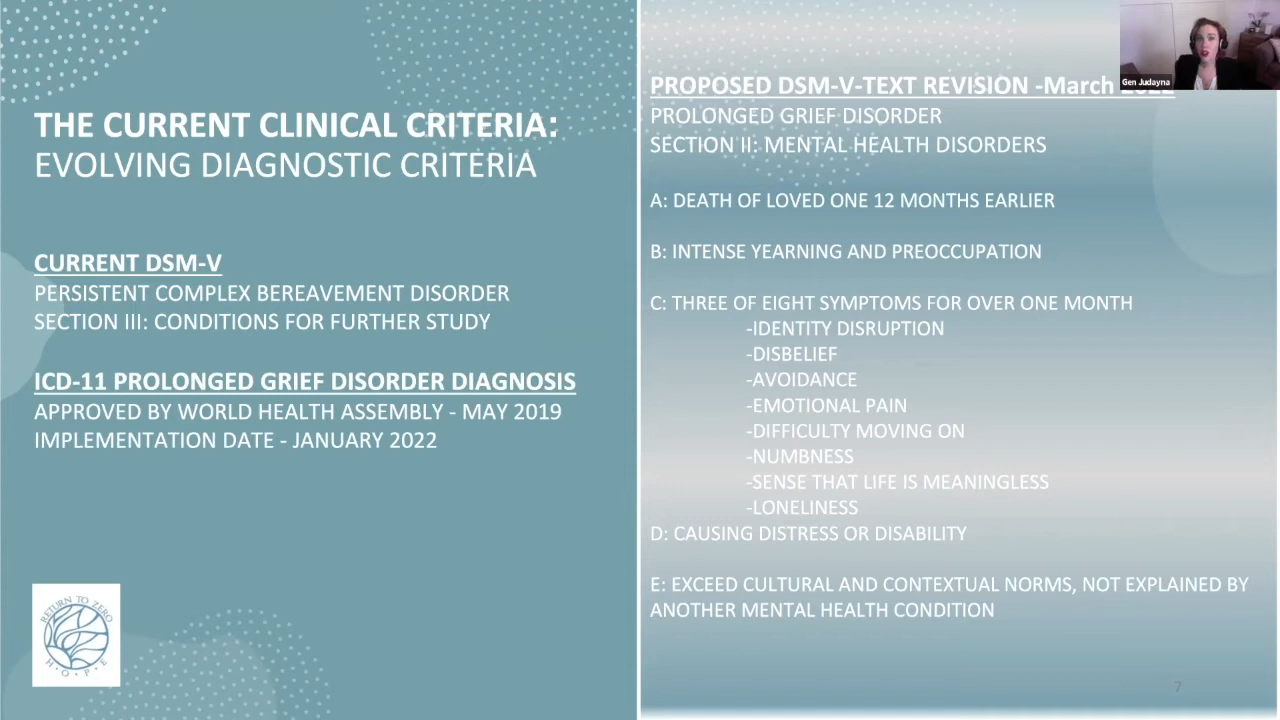 THE CURRENT CLINICAL CRITERIA:
EVOLVING DIAGNOSTIC CRITERIA
CURRENT DSM-V
PERSISTENT COMPLEX BEREAVEMENT DISORDER
SECTION III: CONDITIONS FOR FURTHER STUDY
ICD-11 PROLONGED GRIEF DISORDER DIAGNOSIS
APPROVED BY WORLD HEALTH ASSEMBLY - MAY 2019
IMPLEMENTATION DATE - JANUARY 2022
RETURN TO ZERO
H·O·P·E
PROPOSED DSM-V-TEXT REVISION -March
PROLONGED GRIEF DISORDER
SECTION II: MENTAL HEALTH DISORDERS
A: DEATH OF LOVED ONE 12 MONTHS EARLIER
B: INTENSE YEARNING AND PREOCCUPATION
C: THREE OF EIGHT SYMPTOMS FOR OVER ONE MONTH
-IDENTITY DISRUPTION
-DISBELIEF
-AVOIDANCE
-EMOTIONAL PAIN
-DIFFICULTY MOVING ON
-NUMBNESS
-SENSE THAT LIFE IS MEANINGLESS
-LONELINESS
D: CAUSING DISTRESS OR DISABILITY
E: EXCEED CULTURAL AND CONTEXTUAL NORMS, NOT EXPLAINED BY
ANOTHER MENTAL HEALTH CONDITION
7
Gen Judayna